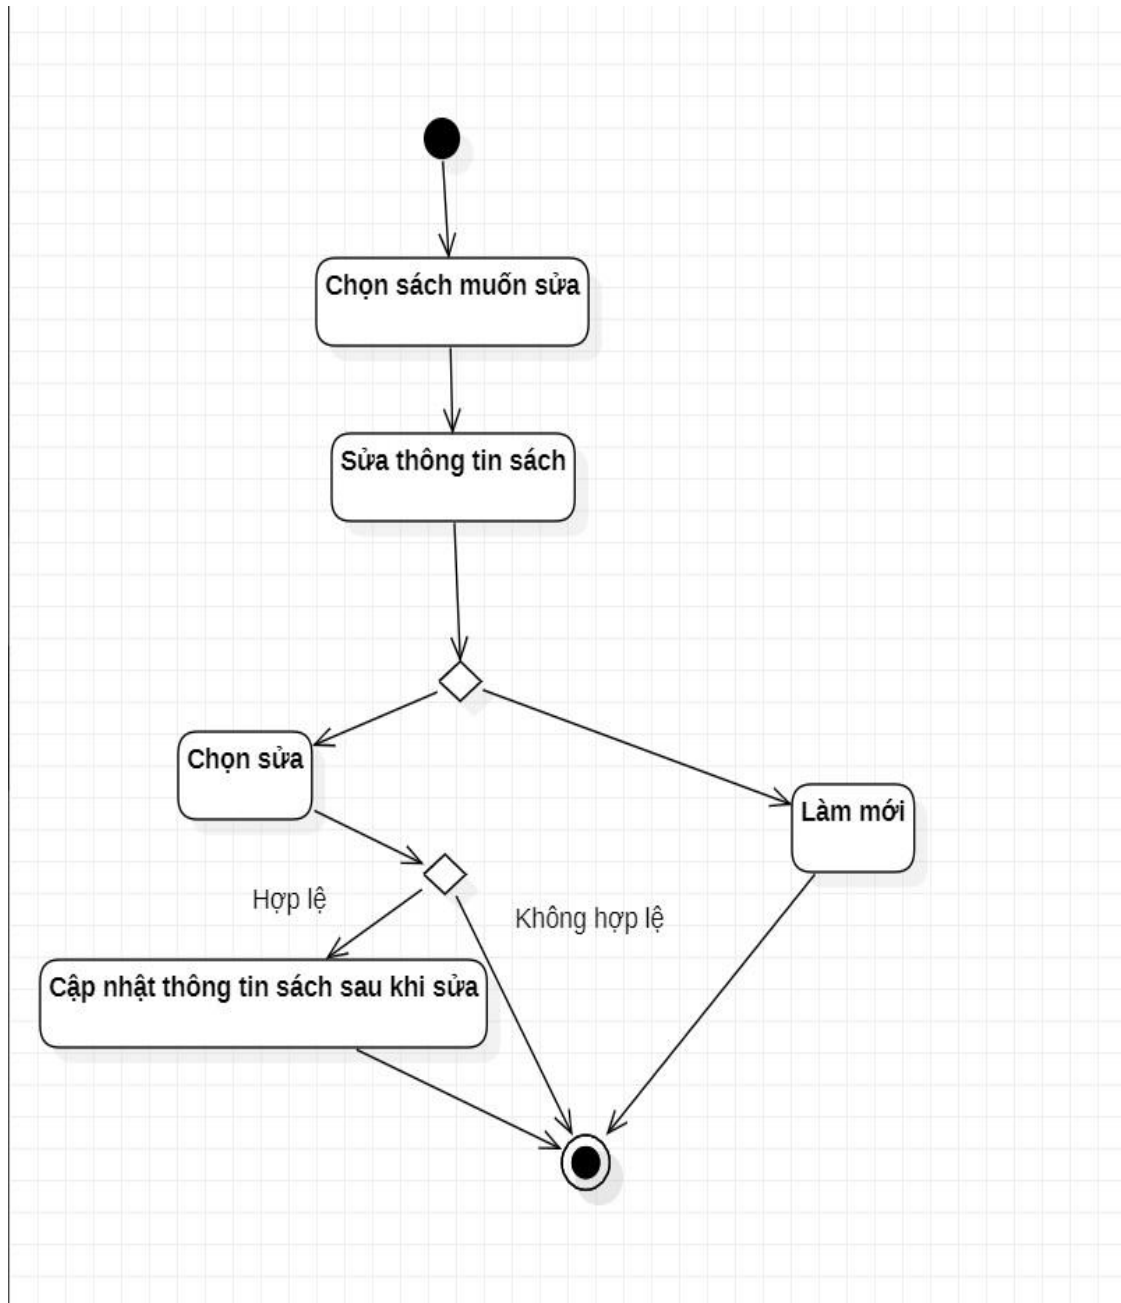 Chọn sách muốn sửa
Sửa thông tin sách
Chọn sửa
Làm mới
Hợp lệ
Không hợp lệ
Cập nhật thông tin sách sau khi sửa